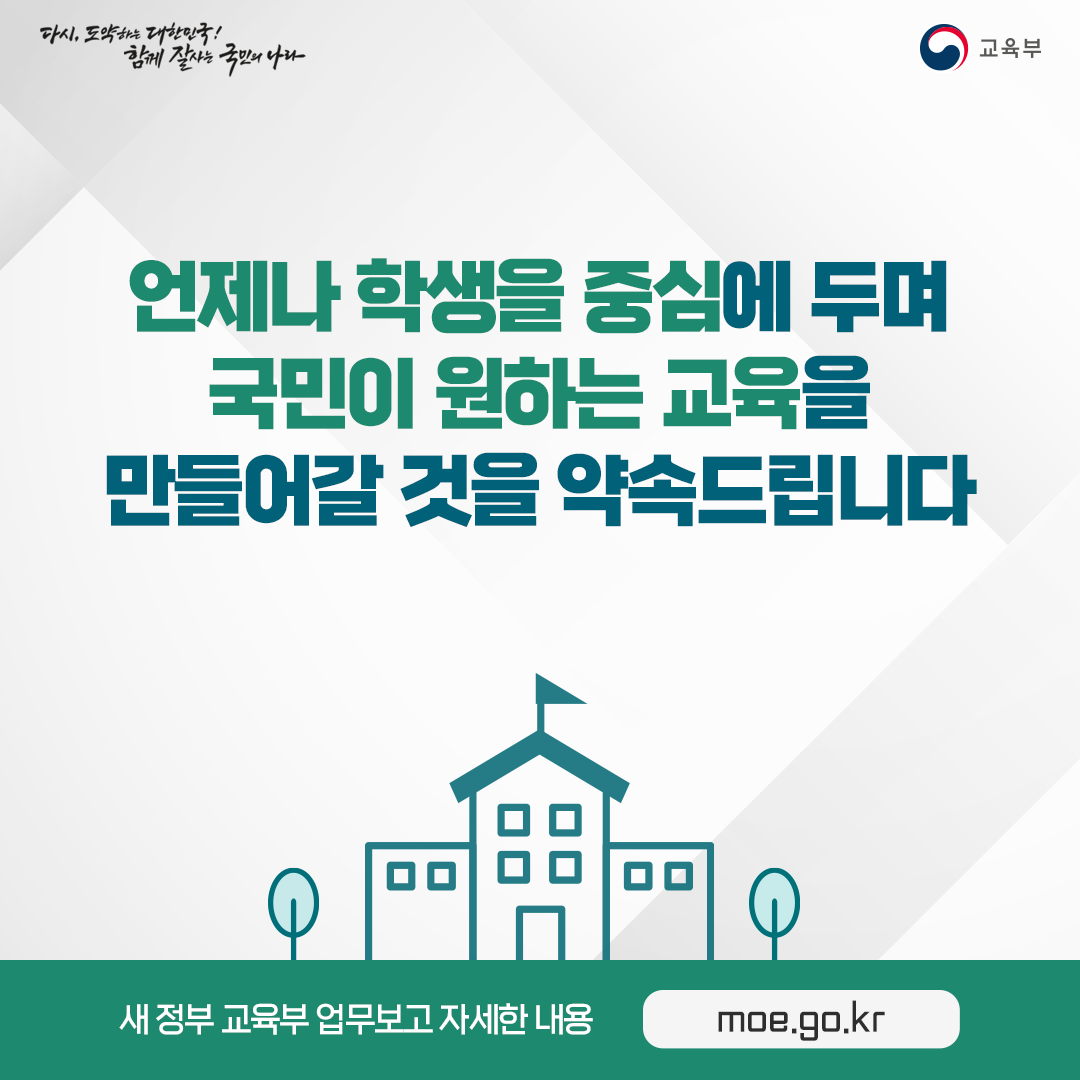 다시, 도약하는 대한민국!
함께 잘사는 국민의 나라
교육부
언제나 학생을 중심에 두며
국민이 원하는 교육을
만들어갈 것을 약속드립니다
새 정부 교육부 업무보고 자세한 내용
moe.go.kr